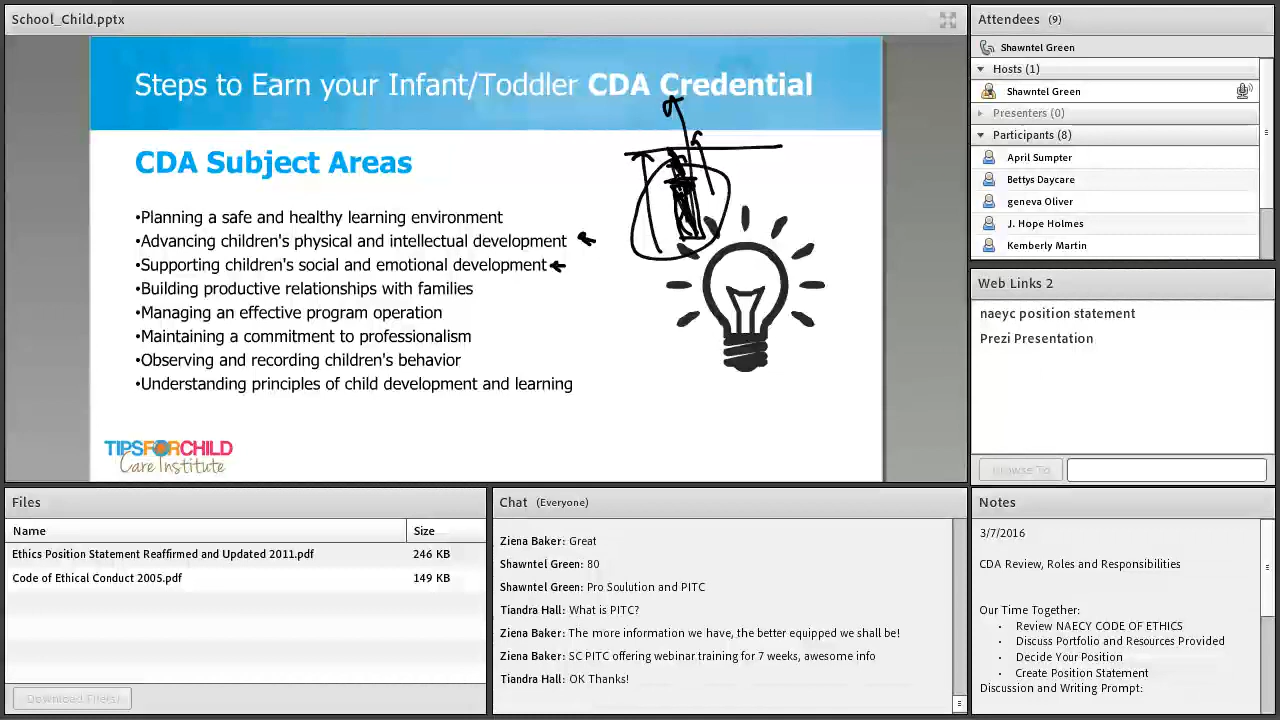 School_Child.pptx
Steps to Earn your Infant/Toddler CDA Credential
CDA Subject Areas
•Planning a safe and healthy learning environment
•Advancing children's physical and intellectual development
•Supporting children's social and emotional development
•Building productive relationships with families
•Managing an effective program operation
•Maintaining a commitment to professionalism
•Observing and recording children's behavior
•Understanding principles of child development and learning
TIPSFORCHILD
Care Institute
Attendees (9)
Shawntel Green
Hosts (1)
Shawntel Green
Presenters (0)
Participants (8)
April Sumpter
Bettys Daycare
geneva Oliver
J. Hope Holmes
Kemberly Martin
Web Links 2
naeyc position statement
Prezi Presentation
Browse To
Files
Name Size
Ethics Position Statement Reaffirmed and Updated 2011.pdf 246 KB
Code of Ethical Conduct 2005.pdf 149 KB
Download File(s)
Chat (Everyone)
Ziena Baker: Great
Shawntel Green: 80
Shawntel Green: Pro Soulution and PITC
Tiandra Hall: What is PITC?
Ziena Baker: The more information we have, the better equipped we shall be!
Ziena Baker: SC PITC offering webinar training for 7 weeks, awesome info
Tiandra Hall: OK Thanks!
Notes
3/7/2016
CDA Review, Roles and Responsibilities
Our Time Together:
• Review NAECY CODE OF ETHICS
• Discuss Portfolio and Resources Provided
• Decide Your Position
• Create Position Statement
Discussion and Writing Prompt: